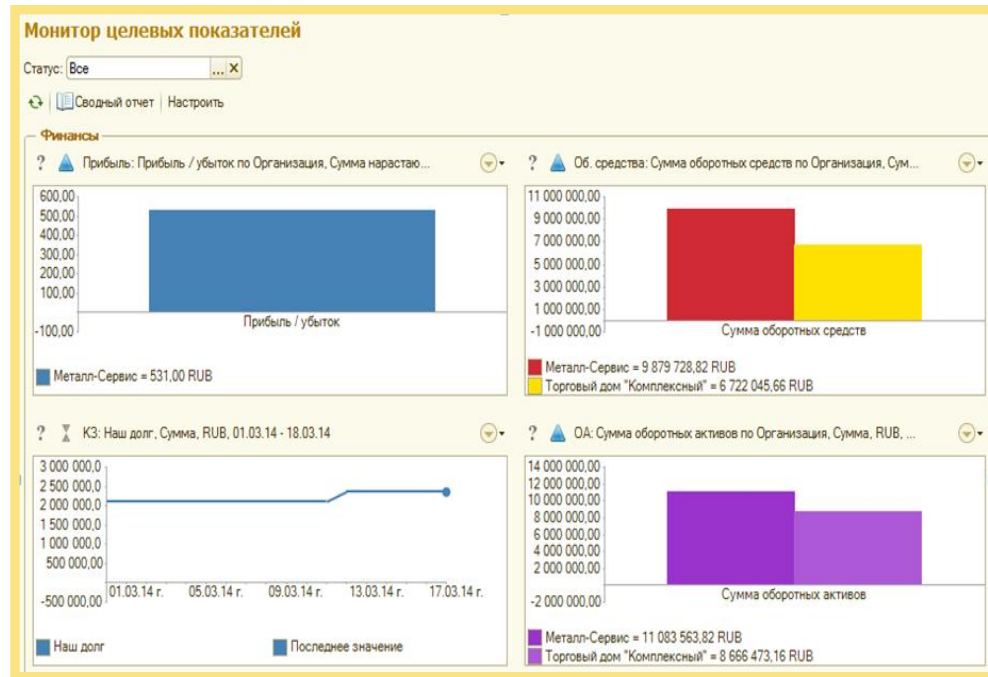 Монитор целевых показателей
Статус: Все ... x
Сводный отчет Настроить
Финансы
? Прибыль: Прибыль / убыток по Организация, Сумма нарастаю...
600,00
500,00
400,00
300,00
200,00
100,00
-100,00
Прибыль / убыток
Металл-Сервис = 531,00 RUB
? Об. средства: Сумма оборотных средств по Организация, Сум...
11 000 000,00
9 000 000,00
7 000 000,00
5 000 000,00
3 000 000,00
1 000 000,00
-1 000 000,00
Сумма оборотных средств
Металл-Сервис = 9 879 728,82 RUB
Торговый дом "Комплексный" = 6 722 045,66 RUB
? КЗ: Наш долг, Сумма, RUB, 01.03.14 - 18.03.14
3 000 000,0
2 500 000,0
2 000 000,0
1 500 000,0
1 000 000,0
500 000,00
-500 000,00
01.03.14 г. 05.03.14 г. 09.03.14 г. 13.03.14 г. 17.03.14 г.
Наш долг Последнее значение
? ОА: Сумма оборотных активов по Организация, Сумма, RUB, ...
14 000 000,00
12 000 000,00
10 000 000,00
8 000 000,00
6 000 000,00
4 000 000,00
2 000 000,00
-2 000 000,00
Сумма оборотных активов
Металл-Сервис = 11 083 563,82 RUB
Торговый дом "Комплексный" = 8 666 473,16 RUB